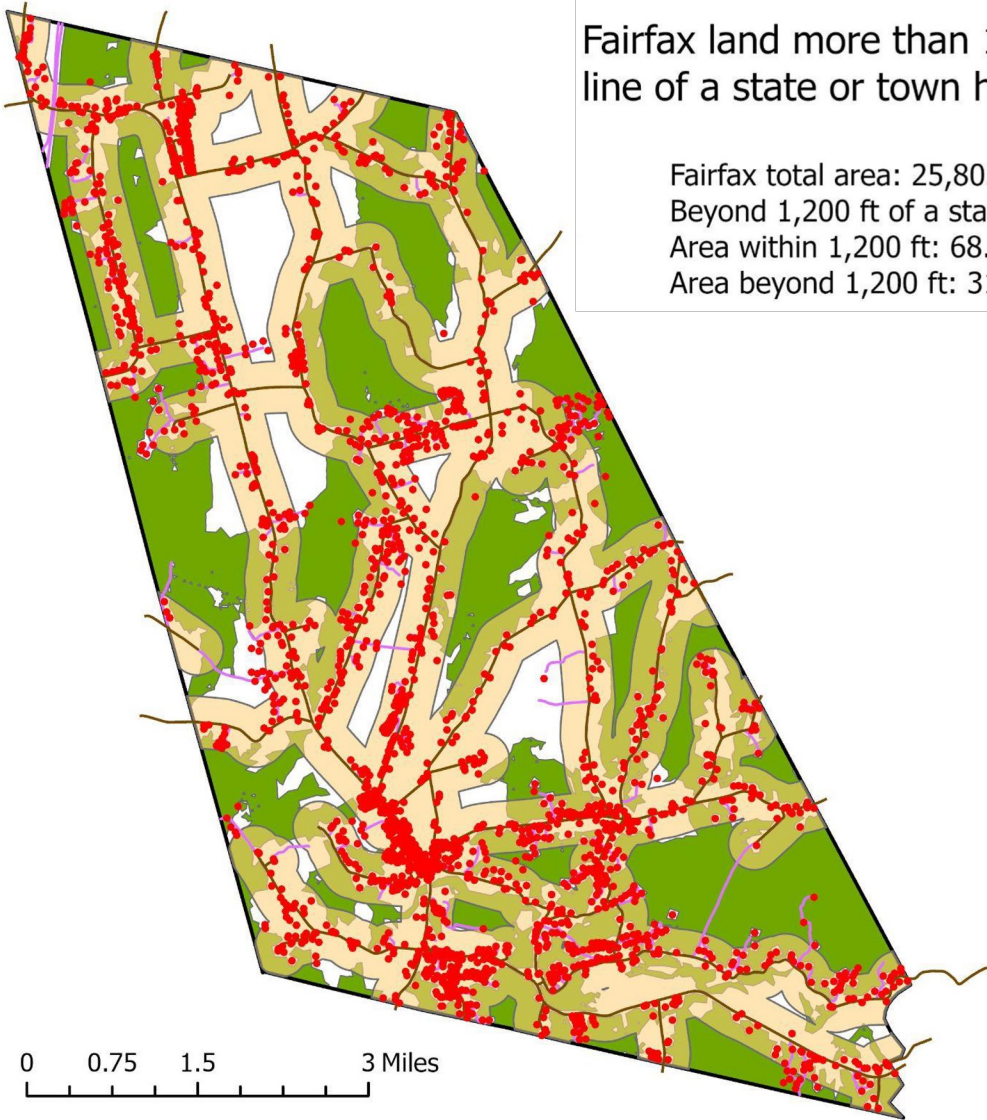 Fairfax land more than
line of a state or town
Fairfax total area: 25,80
Beyond 1,200 ft of a sta
Area within 1,200 ft: 68.
Area beyond 1,200 ft:
0 0.75 1.5 3 Miles